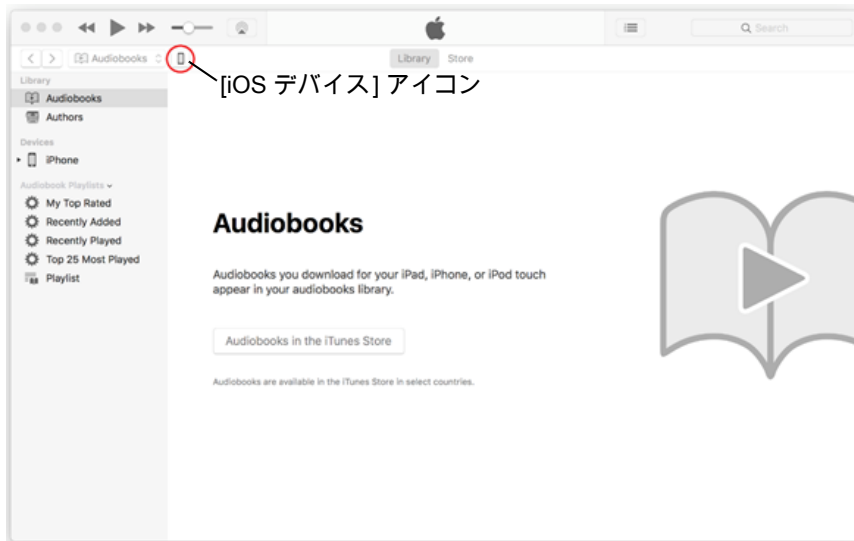 Search
Audiobooks
Library Store
[iOS デバイス] アイコン
Library
Audiobooks
Authors
Devices
iPhone
Audiobook Playlists
My Top Rated
Recently Added
Recently Played
Top 25 Most Played
Playlist
Audiobooks
Audiobooks you download for your iPad, iPhone, or iPod touch
appear in your audiobooks library.
Audiobooks in the iTunes Store
Audiobooks are available in the iTunes Store in select countries.